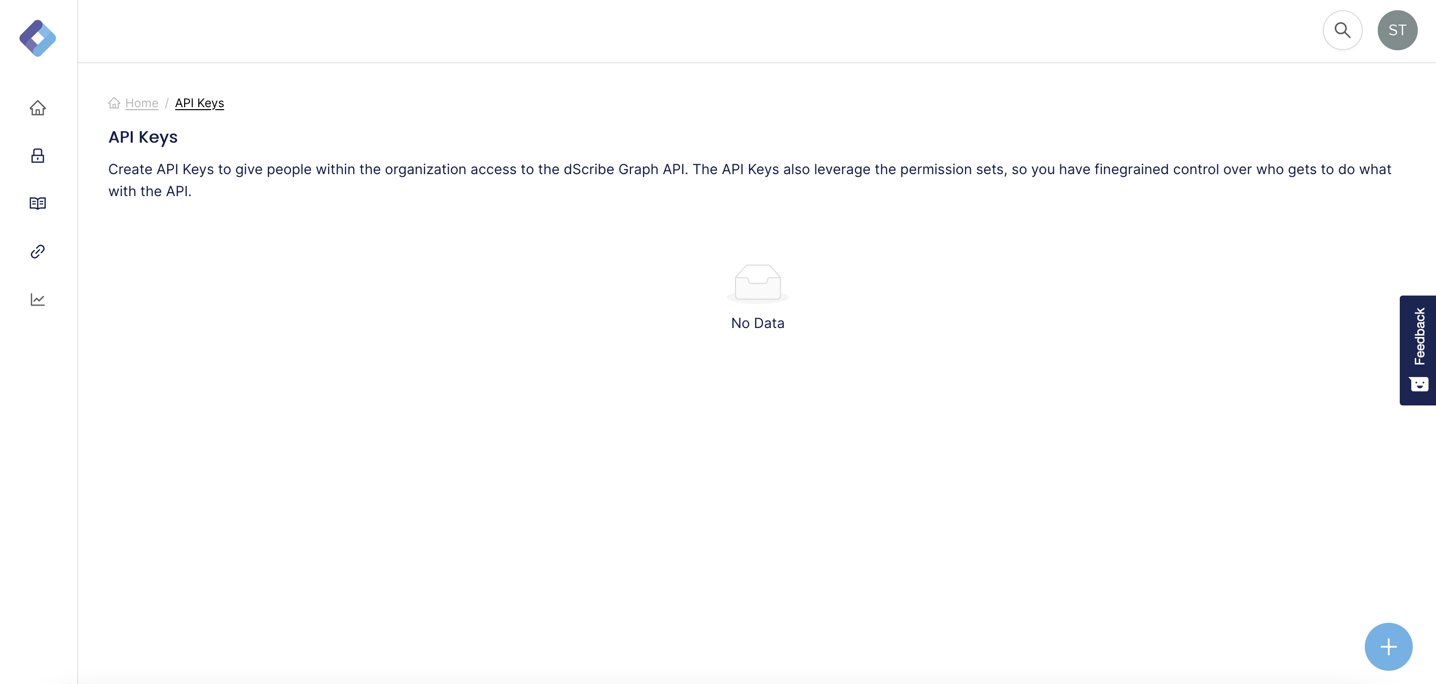 ST
Home / API Keys
API Keys
Create API Keys to give people within the organization access to the dScribe Graph API. The API Keys also leverage the permission sets, so you have finegrained control over who gets to do what
with the API.
No Data
Feedback